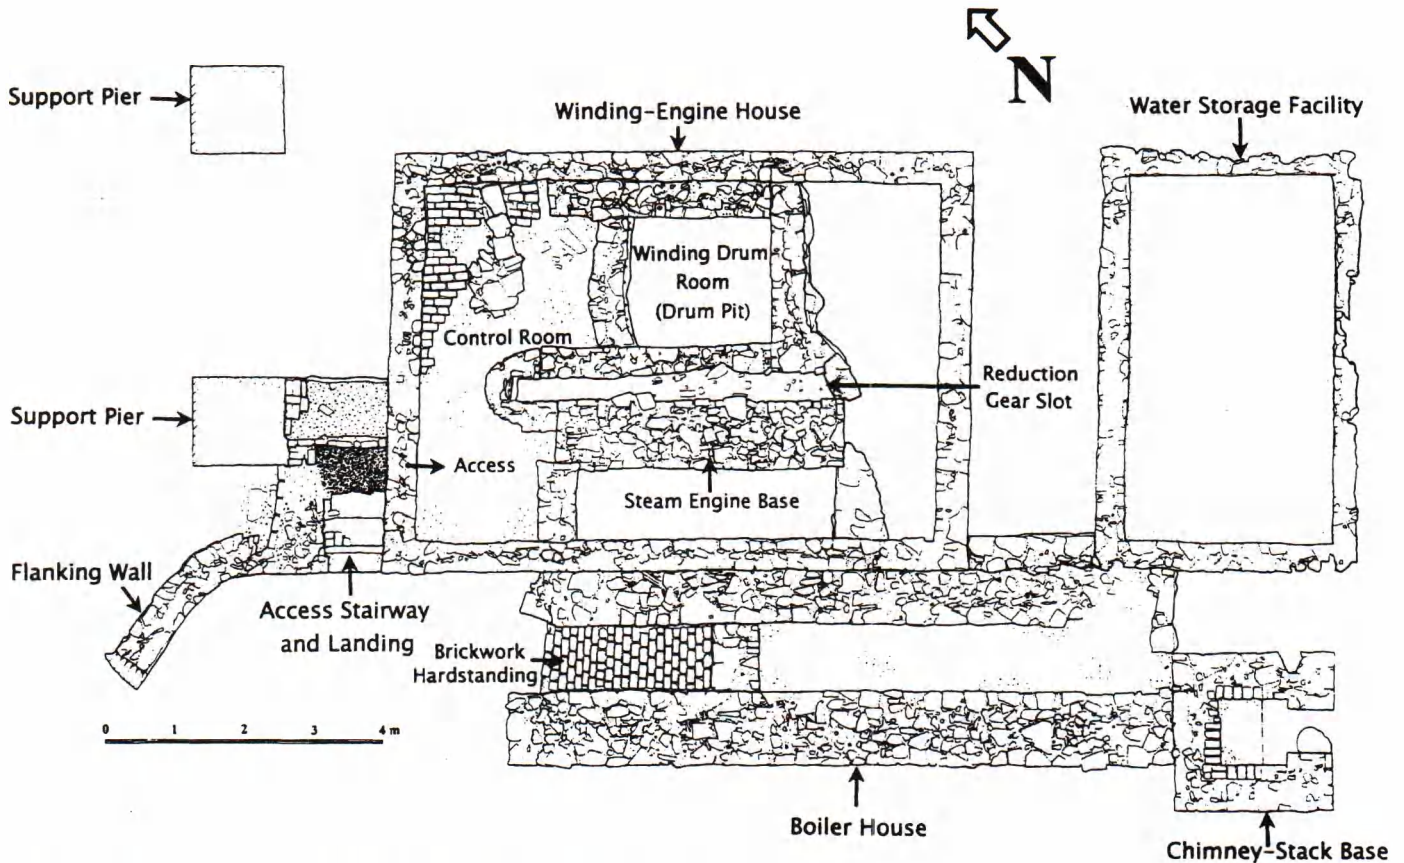 N
Support Pier
Winding-Engine House
Water Storage Facility
Winding Drum
Room
(Drum Pit)
Control Room
Reduction
Gear Slot
Support Pier
Access
Steam Engine Base
Flanking Wall
Access Stairway
and Landing
Brickwork
Hardstanding
0 1 2 3 4 m
Boiler House
Chimney-Stack Base